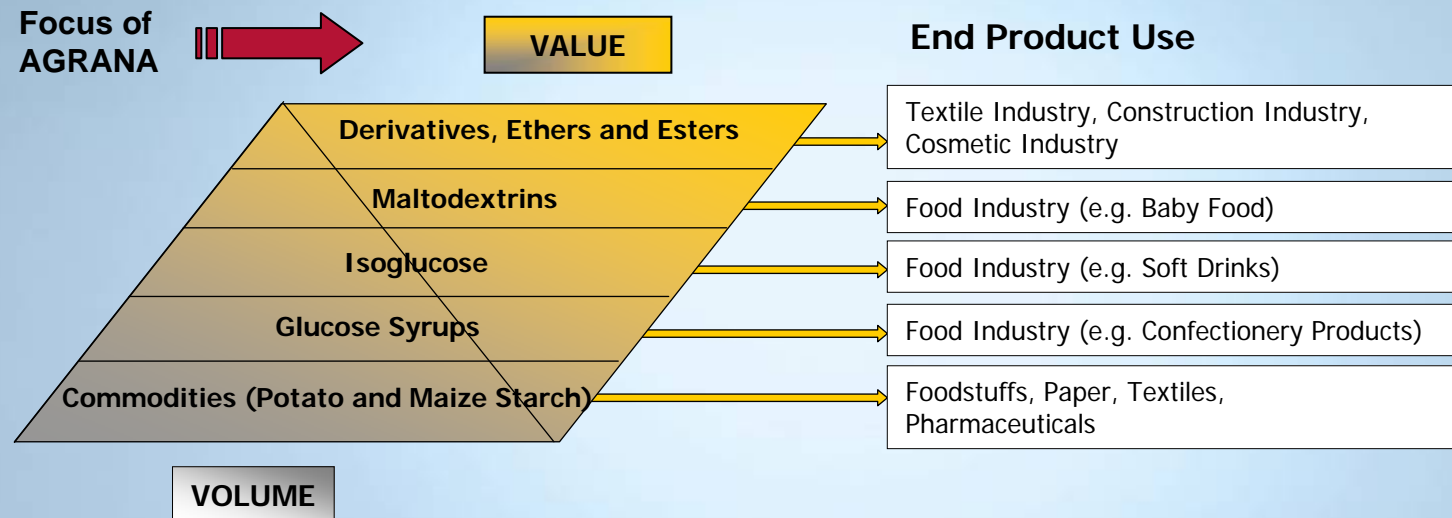 Focus of
AGRANA
VALUE
End Product Use
Derivatives, Ethers and Esters
Textile Industry, Construction Industry,
Cosmetic Industry
Maltodextrins
Food Industry (e.g. Baby Food)
Isoglucose
Food Industry (e.g. Soft Drinks)
Glucose Syrups
Food Industry (e.g. Confectionery Products)
Commodities (Potato and Maize Starch)
Foodstuffs, Paper, Textiles,
Pharmaceuticals
VOLUME